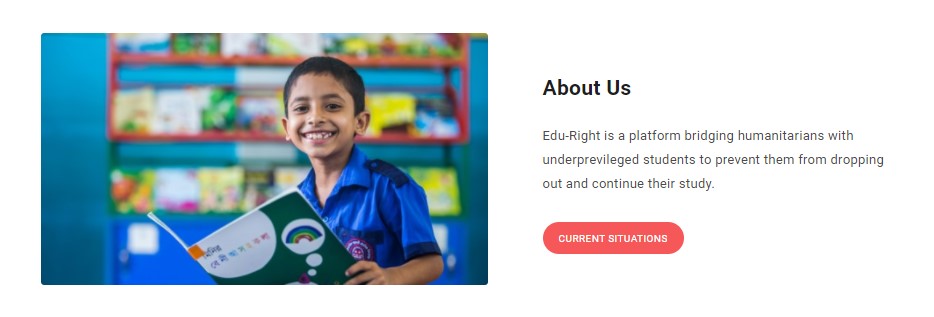 About Us
Edu-Right is a platform bridging humanitarians with
underprevileged students to prevent them from dropping
out and continue their study.
CURRENT SITUATIONS